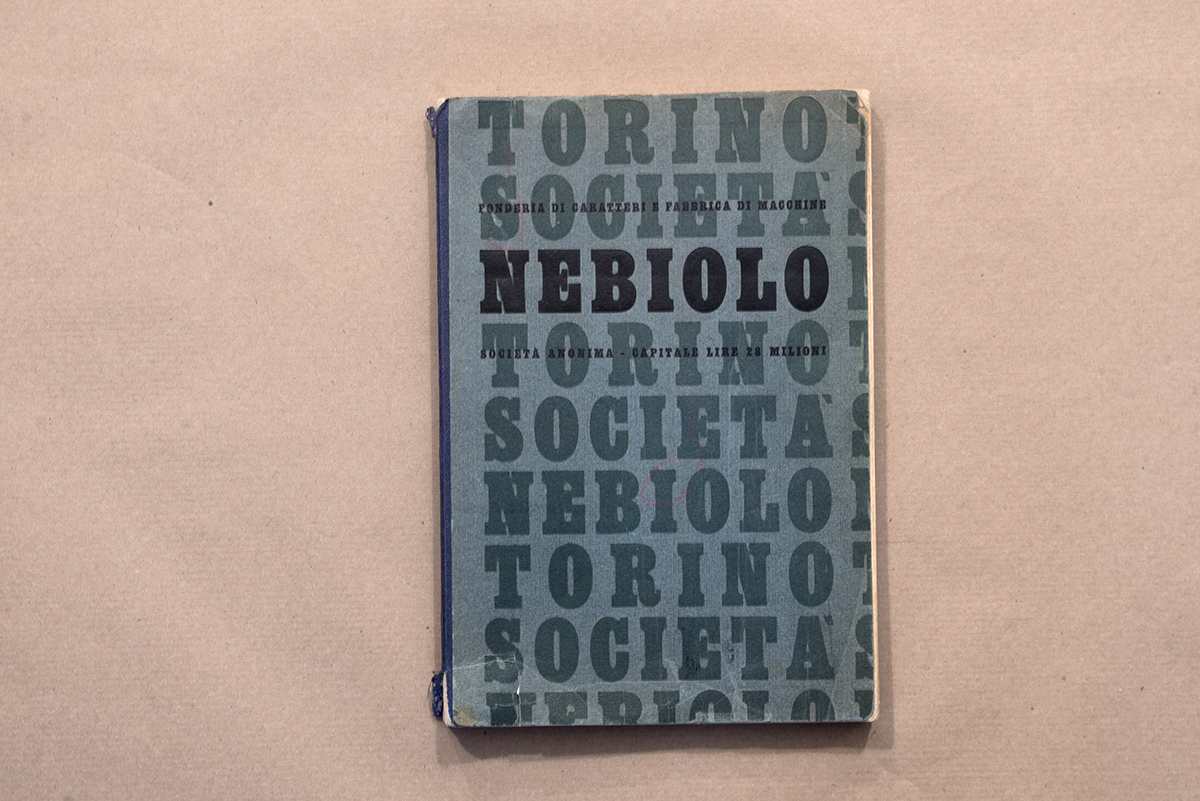 TORINO T
SOCIETÀ S
FONDERIA DI CARATTERI E FABBRICA DI MACCHINE
NEBIOLO N
TORINO T
SOCIETÀ ANONIMA - CAPITALE LIRE 28 MILIONI
SOCIETÀ S
NEBIOLO N
TORINO T
SOCIETÀ S
NEBIOLO N